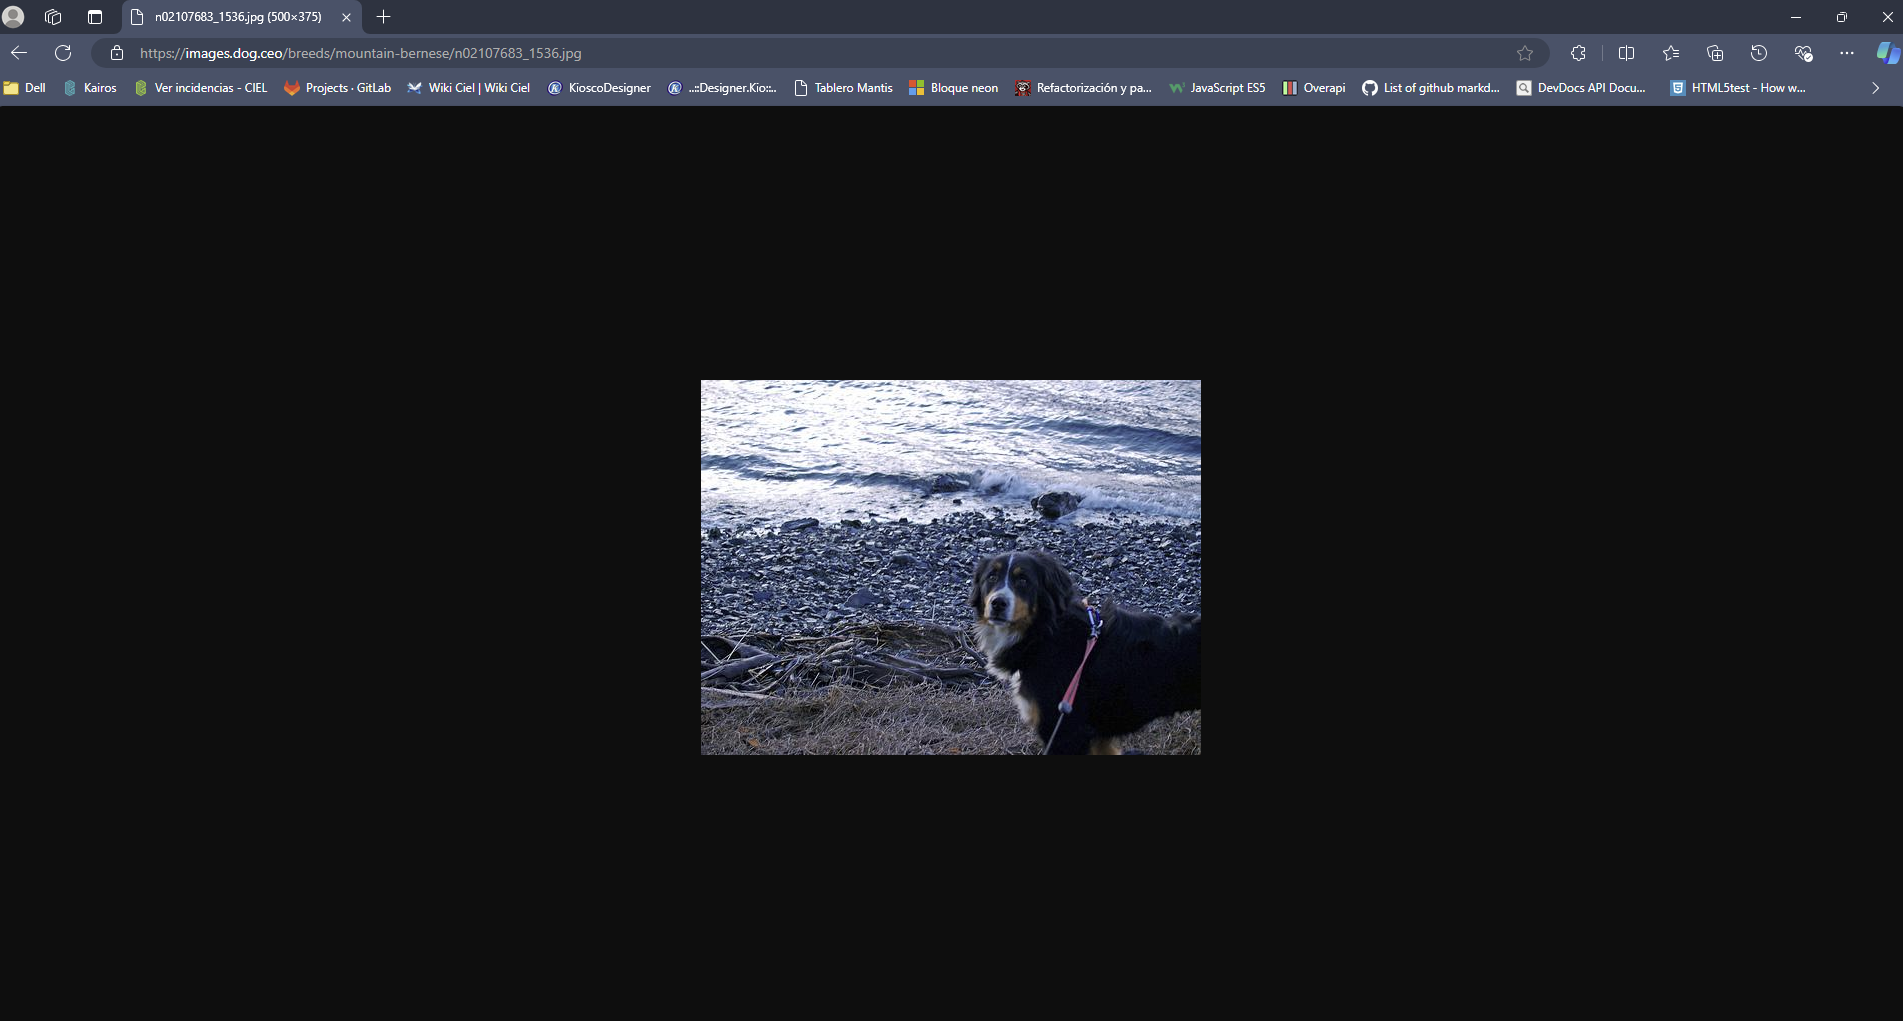 n02107683_1536.jpg (500×375)
https://images.dog.ceo/breeds/mountain-bernese/n02107683_1536.jpg
Dell Kairos Ver incidencias - CIEL Projects · GitLab Wiki Ciel | Wiki Ciel KioscoDesigner ..::Designer.Kio::.. Tablero Mantis Bloque neon Refactorización y pa... JavaScript ES5 Overapi List of github markd... DevDocs API Docu... HTML5test - How w...